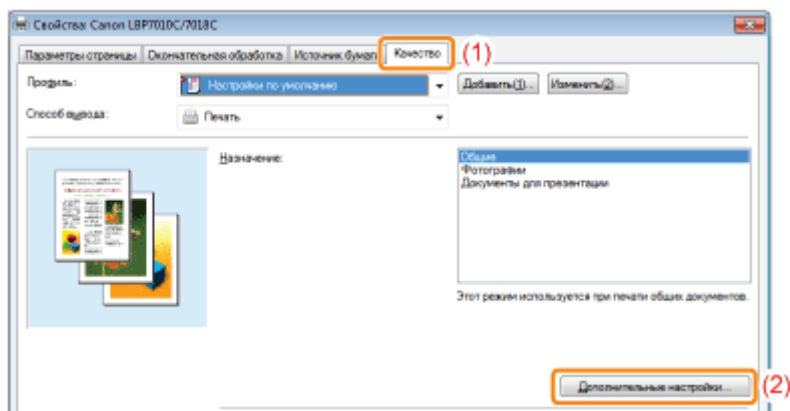 Свойства: Canon LBP7010C/7018C
Параметры страницы Окончательная обработка Источник бумаги Качество (1)
Профиль: Настройки по умолчанию Добавить(1)... Изменить(2)...
Способ вывода: Печать
Назначение: Общие
Фотографии
Документы для презентации
Этот режим используется при печати общих документов.
Дополнительные настройки... (2)